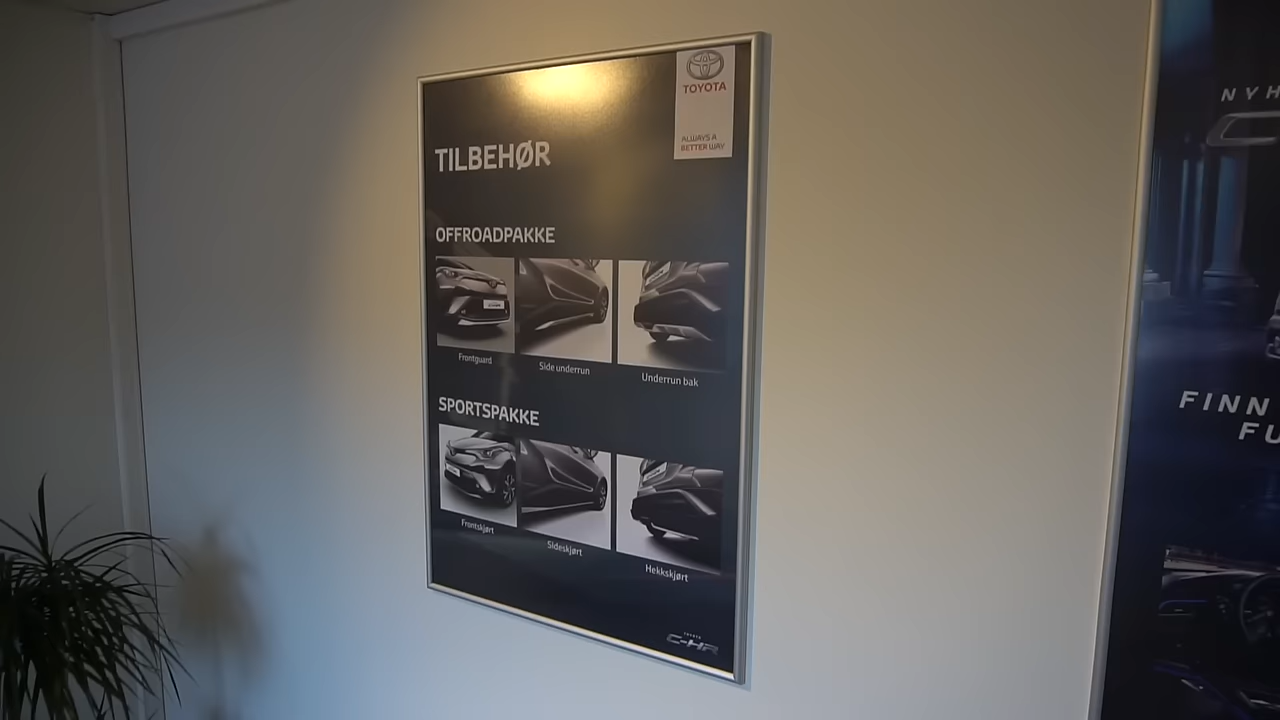 TOYOTA
ALWAYS A
BETTER WAY
TILBEHØR
OFFROADPAKKE
Frontguard
Side underrun
Underrun bak
SPORTSPAKKE
Frontskjørt
Sideskjørt
Hekkskjørt
TOYOTA
C-HR
NYH
FINN
FU